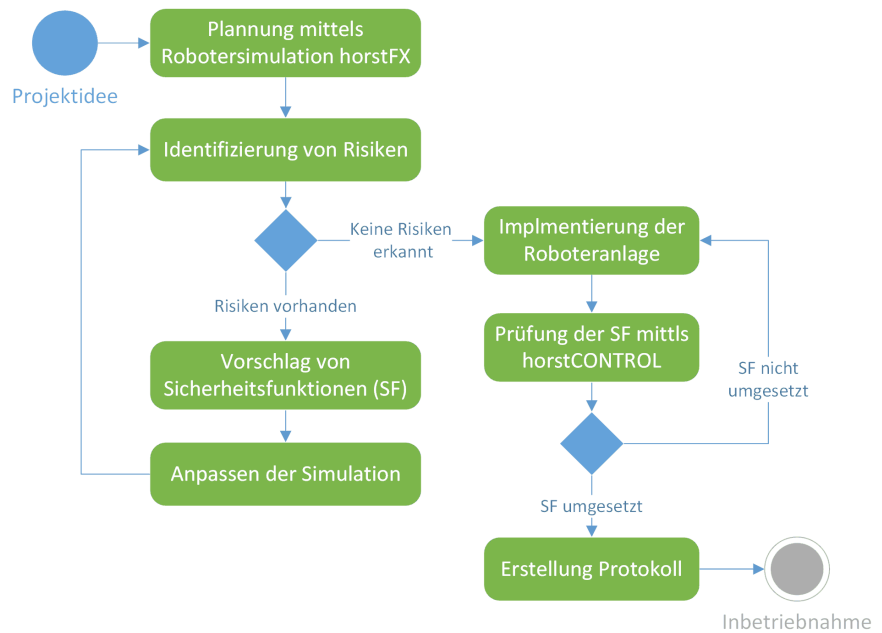 Plannung mittels
Robotersimulation horstFX
Projektidee
Identifizierung von Risiken
Keine Risiken
erkannt
Implmentierung der
Roboteranlage
Risiken vorhanden
Prüfung der SF mittls
horstCONTROL
Vorschlag von
Sicherheitsfunktionen (SF)
SF nicht
umgesetzt
Anpassen der Simulation
SF umgesetzt
Erstellung Protokoll
Inbetriebnahme